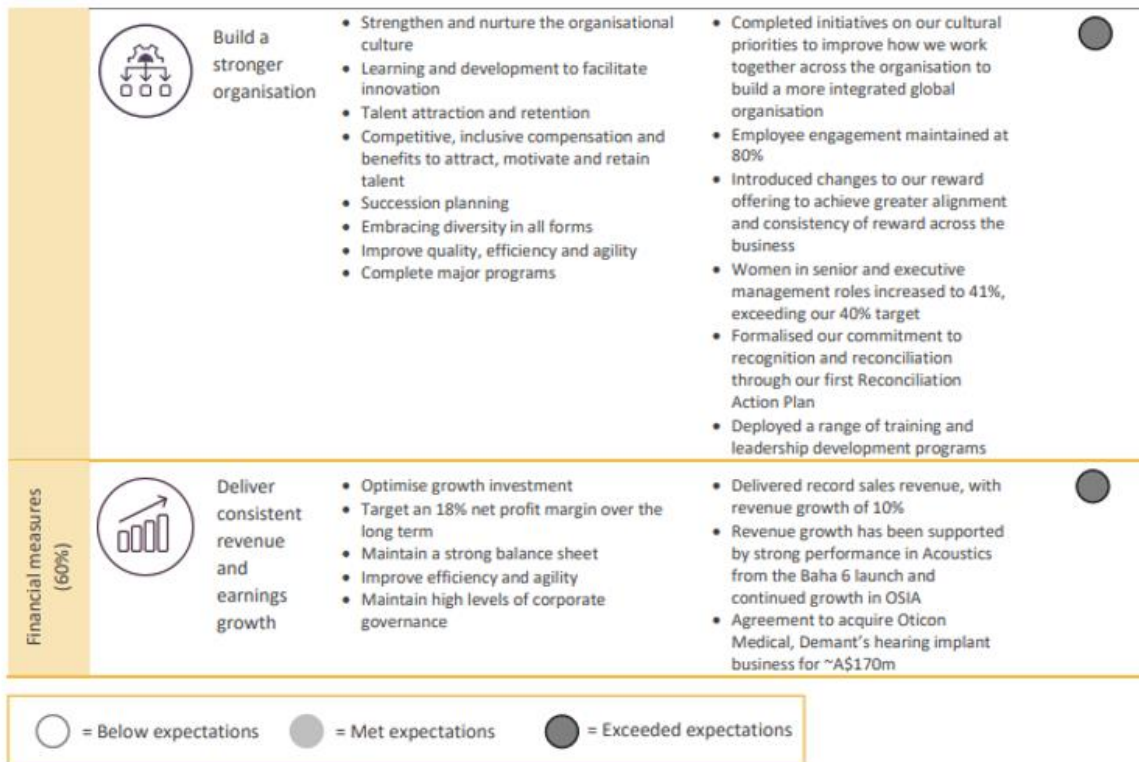 Build a
stronger
organisation
• Strengthen and nurture the organisational
culture
• Learning and development to facilitate
innovation
• Talent attraction and retention
• Competitive, inclusive compensation and
benefits to attract, motivate and retain
talent
• Succession planning
• Embracing diversity in all forms
• Improve quality, efficiency and agility
• Complete major programs
• Completed initiatives on our cultural
priorities to improve how we work
together across the organisation to
build a more integrated global
organisation
• Employee engagement maintained at
80%
• Introduced changes to our reward
offering to achieve greater alignment
and consistency of reward across the
business
• Women in senior and executive
management roles increased to 41%,
exceeding our 40% target
• Formalised our commitment to
recognition and reconciliation
through our first Reconciliation
Action Plan
• Deployed a range of training and
leadership development programs
Financial measures
(60%)
Deliver
consistent
revenue
and
earnings
growth
• Optimise growth investment
• Target an 18% net profit margin over the
long term
• Maintain a strong balance sheet
• Improve efficiency and agility
• Maintain high levels of corporate
governance
• Delivered record sales revenue, with
revenue growth of 10%
• Revenue growth has been supported
by strong performance in Acoustics
from the Baha 6 launch and
continued growth in OSIA
• Agreement to acquire Oticon
Medical, Demant's hearing implant
business for ~A$170m
= Below expectations
= Met expectations
= Exceeded expectations